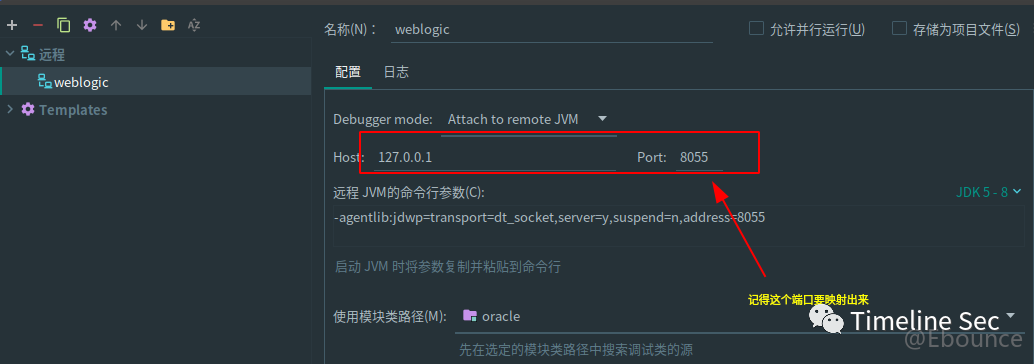 名称(N)： weblogic 允许并行运行(U) 存储为项目文件(S)
远程
weblogic
Templates
配置 日志
Debugger mode: Attach to remote JVM
Host: 127.0.0.1 Port: 8055
远程 JVM的命令行参数(C): JDK 5 - 8
-agentlib:jdwp=transport=dt_socket,server=y,suspend=n,address=8055
启动 JVM 时将参数复制并粘贴到命令行
记得这个端口要映射出来
使用模块类路径(M): oracle
Timeline Sec
@Ebounce
先在选定的模块类路径中搜索调试类的源